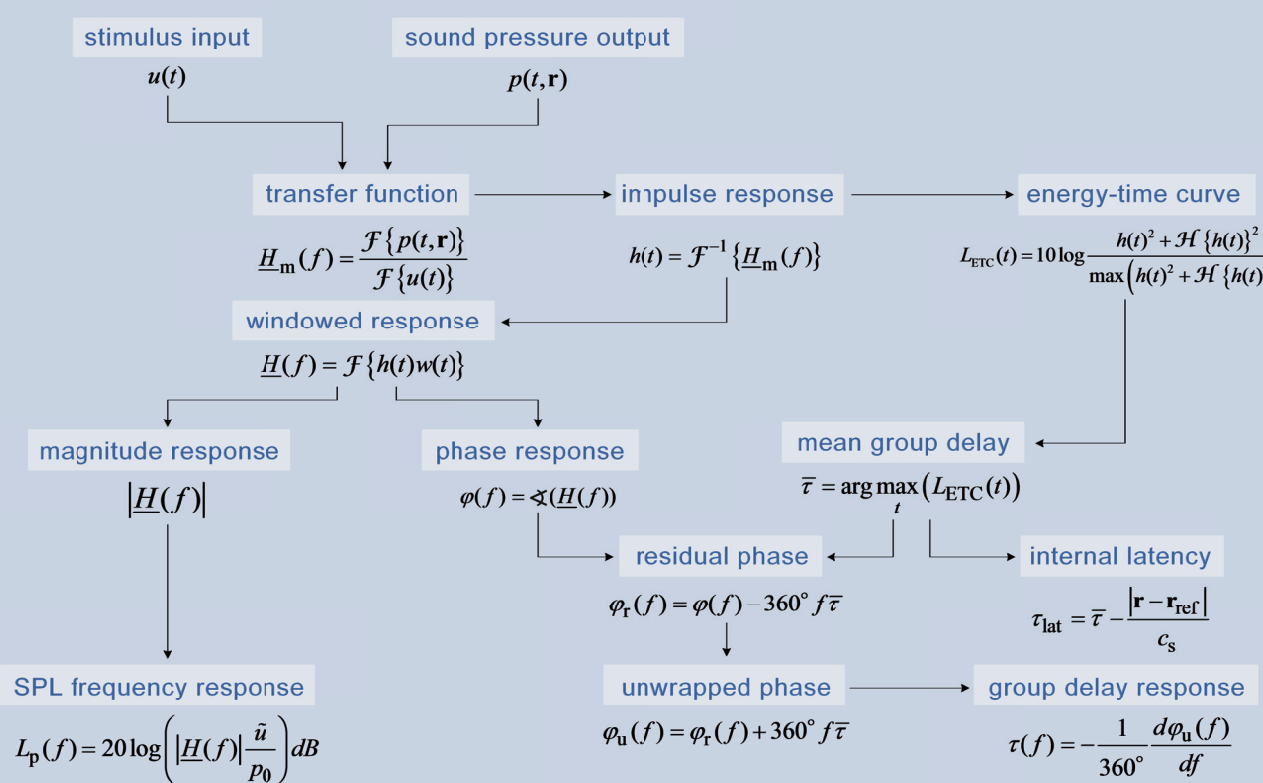 stimulus input
sound pressure output
u(t)
p(t,r)
transfer function
impulse response
energy-time curve
H_m(f) = ℱ{p(t,r)} / ℱ{u(t)}
h(t) = ℱ⁻¹{H_m(f)}
L_ETC(t) = 10 log h(t)² + ℋ{h(t)}² / max(h(t)² + ℋ{h(t)
windowed response
H(f) = ℱ{h(t)w(t)}
magnitude response
phase response
mean group delay
|H(f)|
φ(f) = ∢(H(f))
τ̄ = arg max_t (L_ETC(t))
residual phase
internal latency
φ_r(f) = φ(f) − 360° f τ̄
τ_lat = τ̄ − |r − r_ref| / c_s
SPL frequency response
unwrapped phase
group delay response
L_p(f) = 20 log(|H(f)| ũ / p_0) dB
φ_u(f) = φ_r(f) + 360° f τ̄
τ(f) = − 1 / 360° dφ_u(f) / df